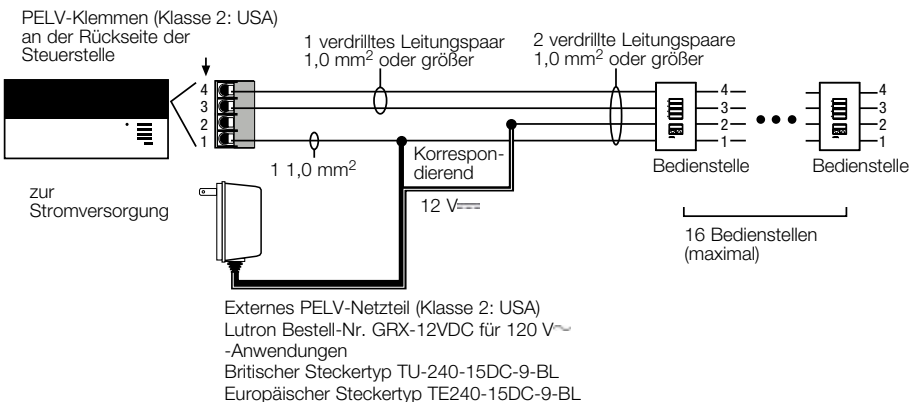 PELV-Klemmen (Klasse 2: USA)
an der Rückseite der
Steuerstelle
1 verdrilltes Leitungspaar
1,0 mm² oder größer
2 verdrillte Leitungspaare
1,0 mm² oder größer
4
3
2
1
4
3
2
1
4
3
2
1
1 1,0 mm²
Korrespon-
dierend
12 V
Bedienstelle
Bedienstelle
zur
Stromversorgung
16 Bedienstellen
(maximal)
Externes PELV-Netzteil (Klasse 2: USA)
Lutron Bestell-Nr. GRX-12VDC für 120 V~
-Anwendungen
Britischer Steckertyp TU-240-15DC-9-BL
Europäischer Steckertyp TE240-15DC-9-BL